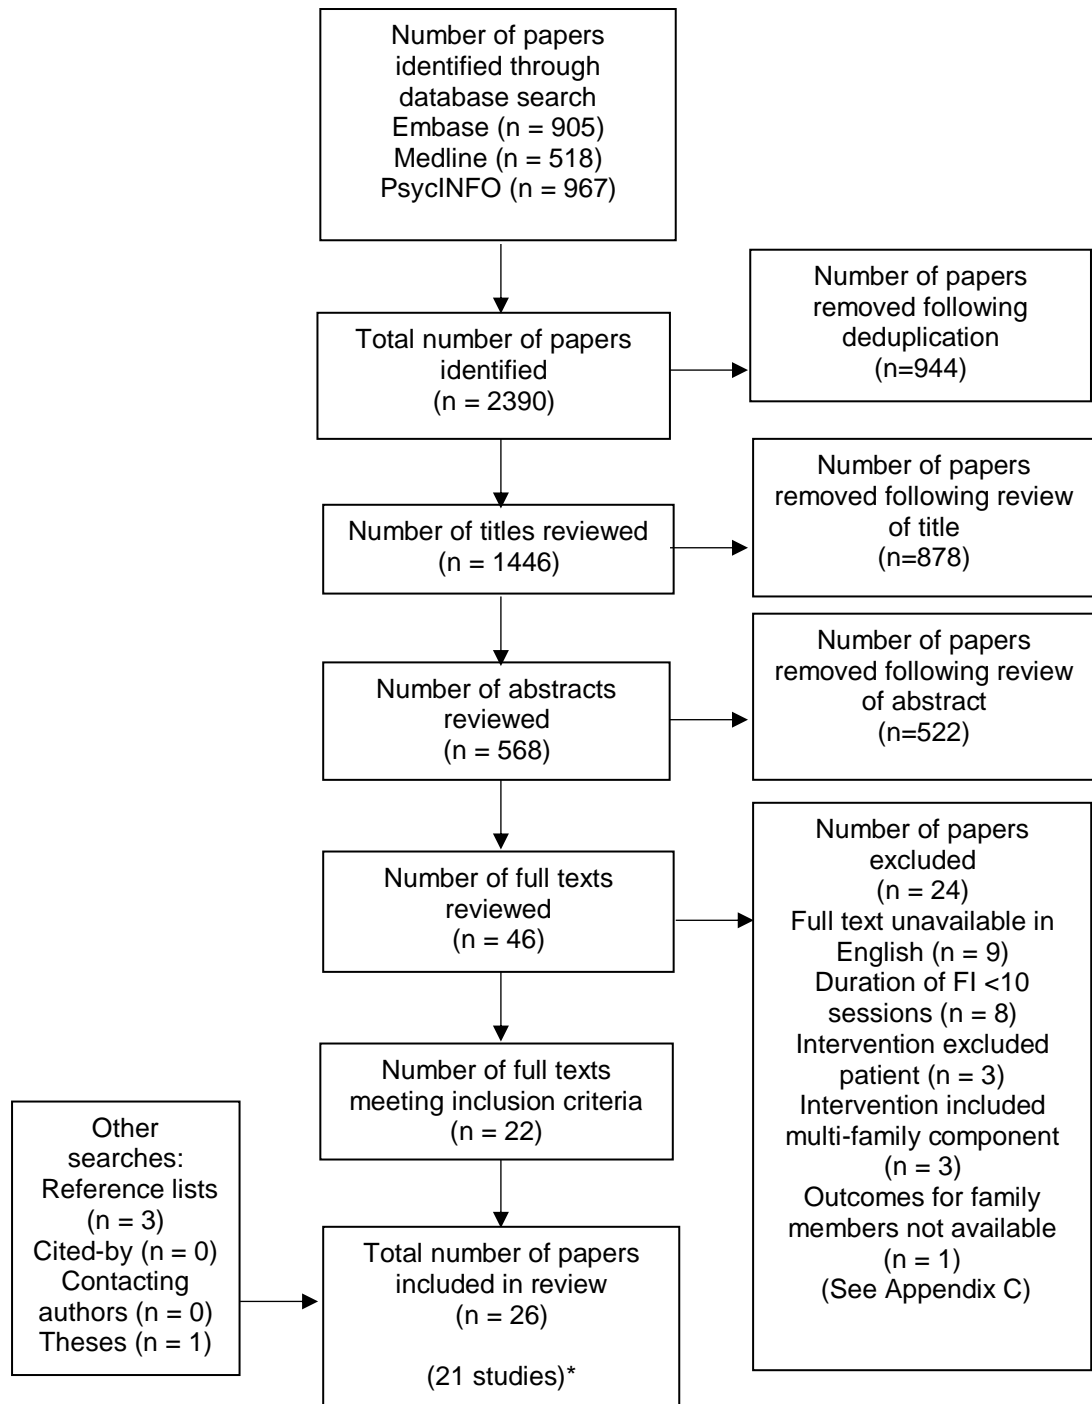 Number of papers
identified through
database search
Embase (n = 905)
Medline (n = 518)
PsycINFO (n = 967)
Number of papers
removed following
deduplication
(n=944)
Total number of papers
identified
(n = 2390)
Number of papers
removed following review
of title
(n=878)
Number of titles reviewed
(n = 1446)
Number of papers
removed following review
of abstract
(n=522)
Number of abstracts
reviewed
(n = 568)
Number of papers
excluded
(n = 24)
Full text unavailable in
English (n = 9)
Duration of FI <10
sessions (n = 8)
Intervention excluded
patient (n = 3)
Intervention included
multi-family component
(n = 3)
Outcomes for family
members not available
(n = 1)
(See Appendix C)
Number of full texts
reviewed
(n = 46)
Number of full texts
meeting inclusion criteria
(n = 22)
Other
searches:
Reference lists
(n = 3)
Cited-by (n = 0)
Contacting
authors (n = 0)
Theses (n = 1)
Total number of papers
included in review
(n = 26)
(21 studies)*